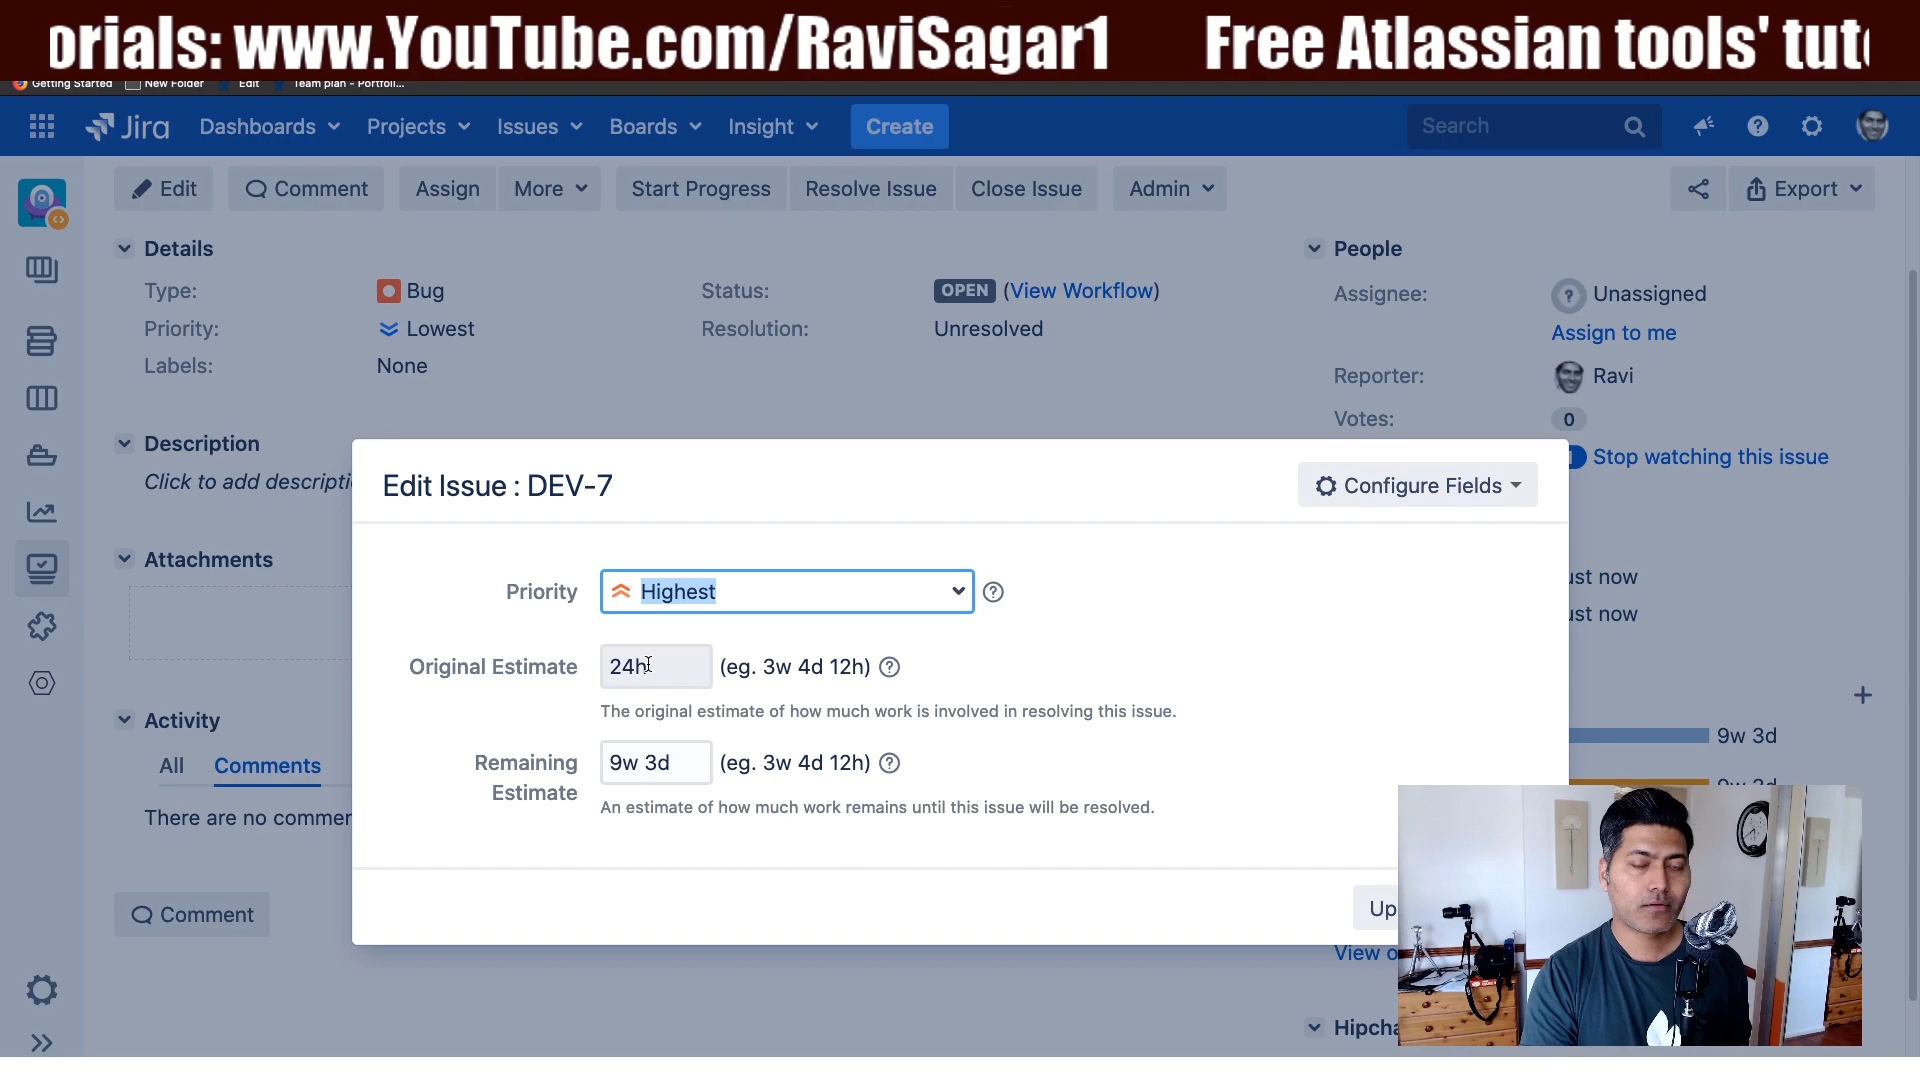 orials: www.YouTube.com/RaviSagar1 Free Atlassian tools' tuto
Getting Started New Folder Edit Team plan - Portfoli...
Jira Dashboards Projects Issues Boards Insight Create Search
Edit Comment Assign More Start Progress Resolve Issue Close Issue Admin Export
Details
Type: Bug Status: OPEN (View Workflow)
Priority: Lowest Resolution: Unresolved
Labels: None
People
Assignee: ? Unassigned
Assign to me
Reporter: Ravi
Votes: 0
Stop watching this issue
Description
Click to add descripti
Attachments
Activity
All Comments
There are no commen
Comment
Edit Issue : DEV-7 Configure Fields
Priority Highest ?
Original Estimate 24h (eg. 3w 4d 12h) ?
The original estimate of how much work is involved in resolving this issue.
Remaining Estimate 9w 3d (eg. 3w 4d 12h) ?
An estimate of how much work remains until this issue will be resolved.
Up
ust now
ust now
9w 3d
9w 3d
View o
Hipcha